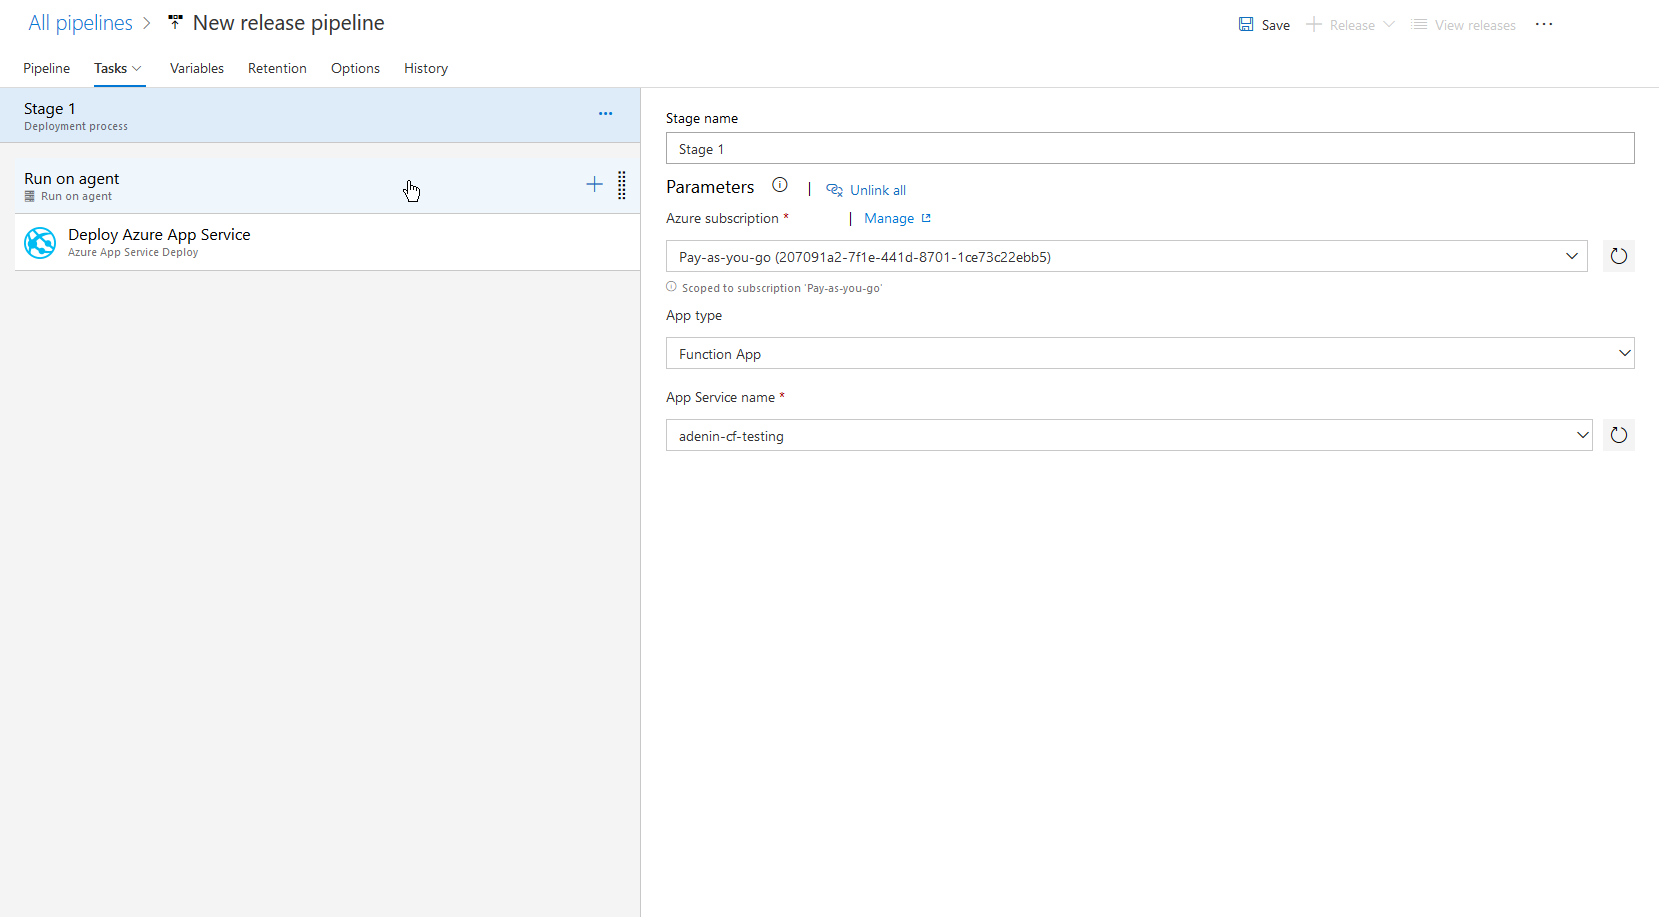 All pipelines > New release pipeline
Save Release View releases ...
Pipeline Tasks Variables Retention Options History
Stage 1
Deployment process
Run on agent
Run on agent
Deploy Azure App Service
Azure App Service Deploy
Stage name
Stage 1
Parameters | Unlink all
Azure subscription * | Manage
Pay-as-you-go (207091a2-7f1e-441d-8701-1ce73c22ebb5)
Scoped to subscription 'Pay-as-you-go'
App type
Function App
App Service name *
adenin-cf-testing